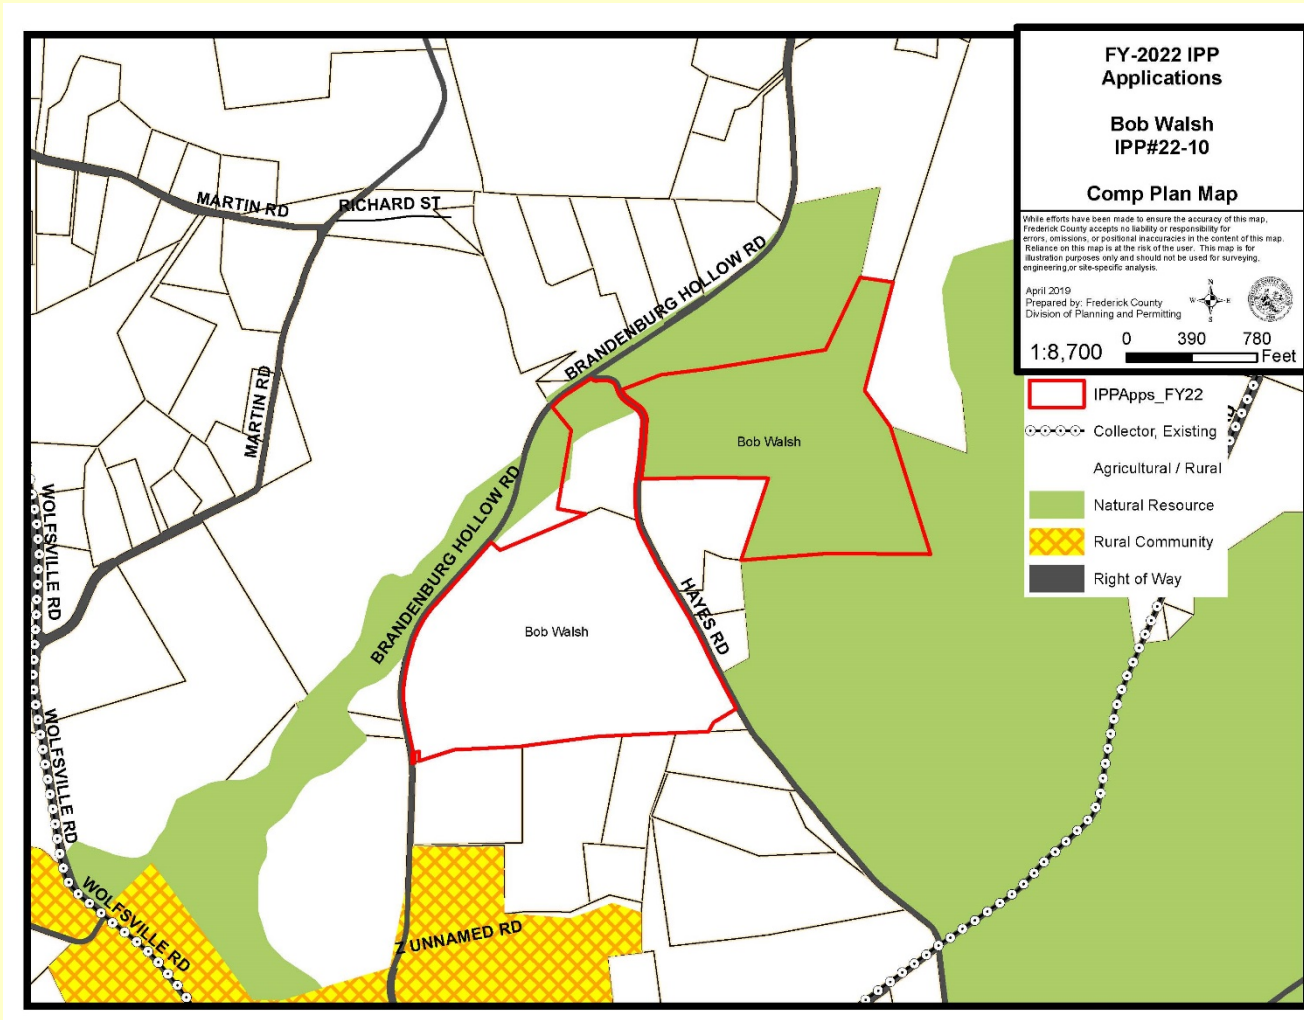 FY-2022 IPP
Applications
Bob Walsh
IPP#22-10
Comp Plan Map
While efforts have been made to ensure the accuracy of this map,
Frederick County accepts no liability or responsibility for
errors, omissions, or positional inaccuracies in the content of this map.
Reliance on this map is at the risk of the user. This map is for
illustration purposes only and should not be used for surveying,
engineering,or site-specific analysis.
April 2019
Prepared by: Frederick County
Division of Planning and Permitting
N
W E
S
1:8,700
0 390 780
Feet
IPPApps_FY22
Collector, Existing
Agricultural / Rural
Natural Resource
Rural Community
Right of Way
MARTIN RD
RICHARD ST
BRANDENBURG HOLLOW RD
MARTIN RD
Bob Walsh
WOLFSVILLE RD
BRANDENBURG HOLLOW RD
HAYES RD
Bob Walsh
WOLFSVILLE RD
WOLFSVILLE RD
Z UNNAMED RD